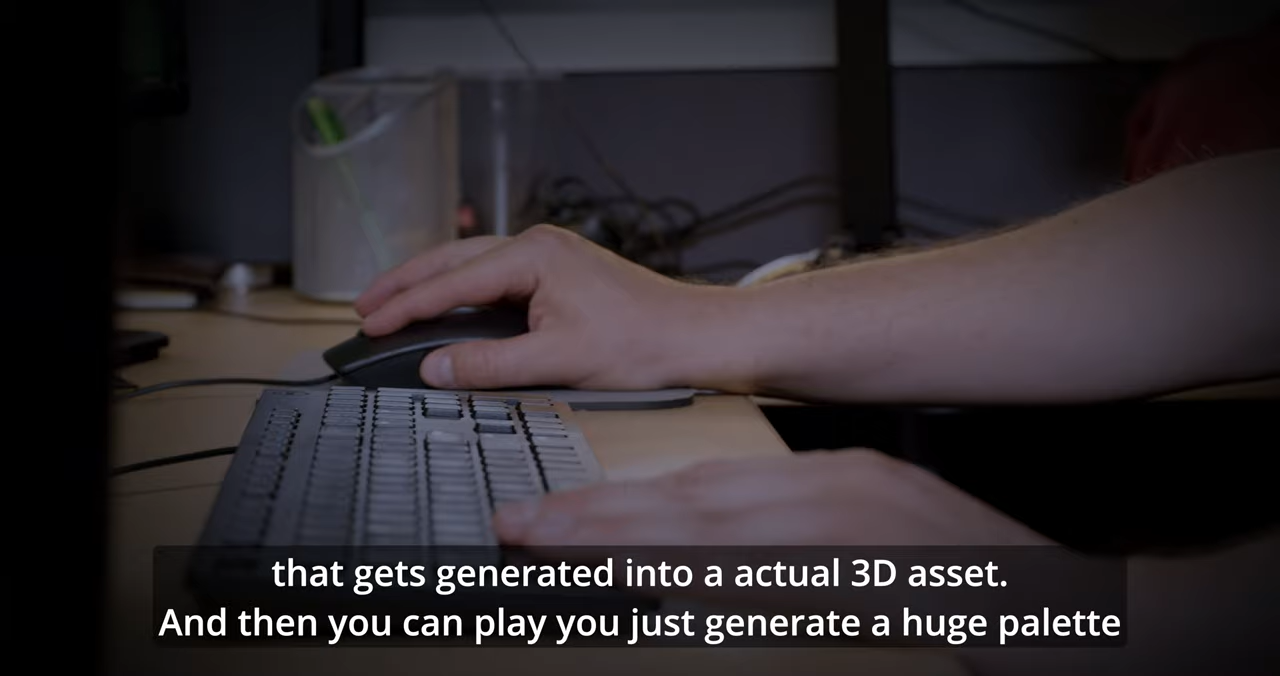 that gets generated into a actual 3D asset.
And then you can play you just generate a huge palette